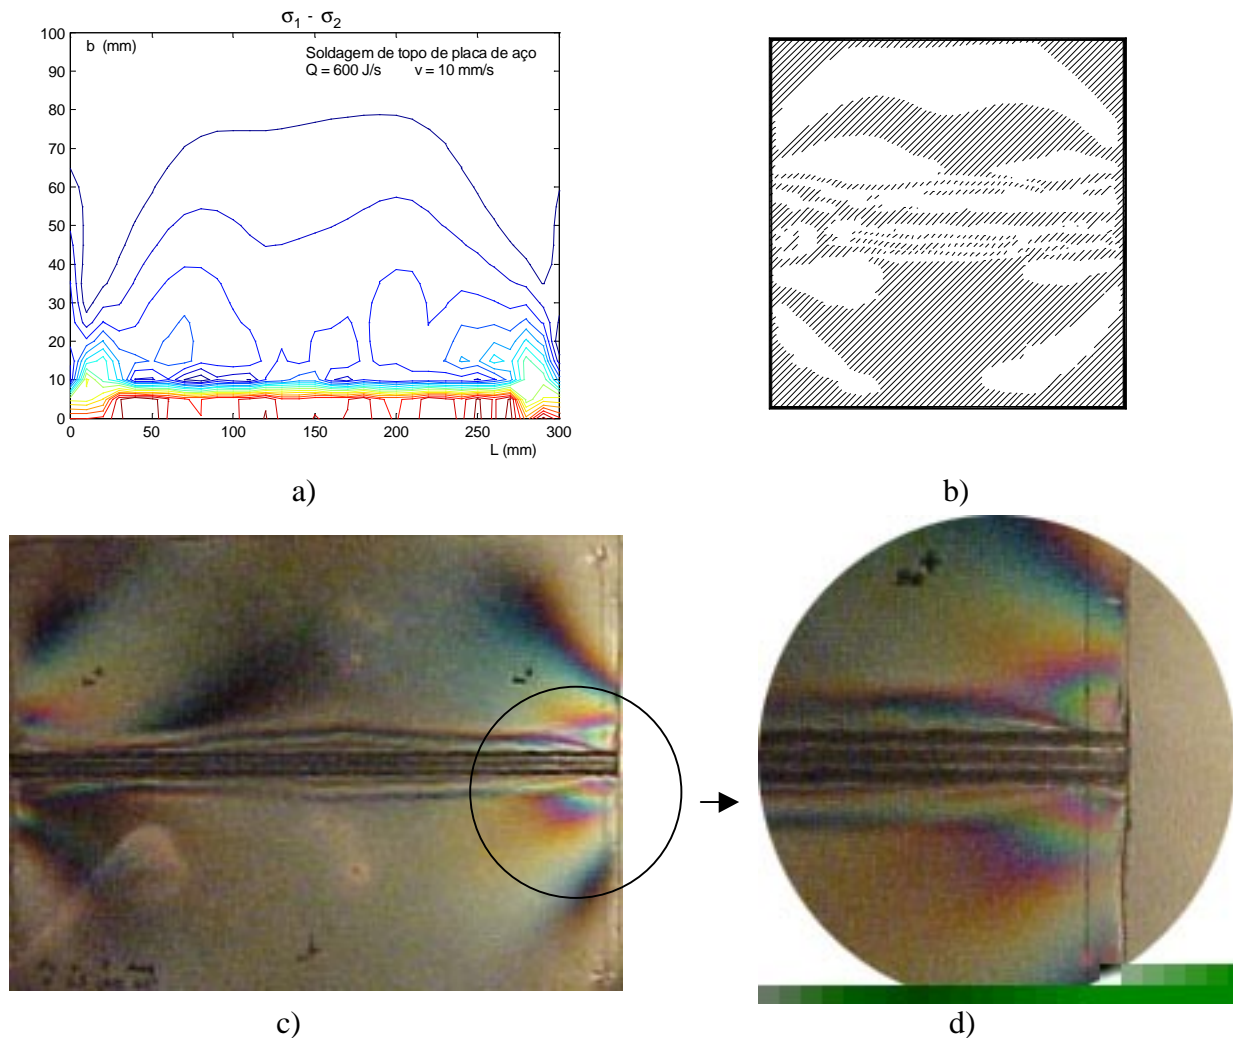 σ1 - σ2
b (mm)
Soldagem de topo de placa de aço
Q = 600 J/s v = 10 mm/s
100
90
80
70
60
50
40
30
20
10
0
0 50 100 150 200 250 300
L (mm)
a)
b)
c)
d)